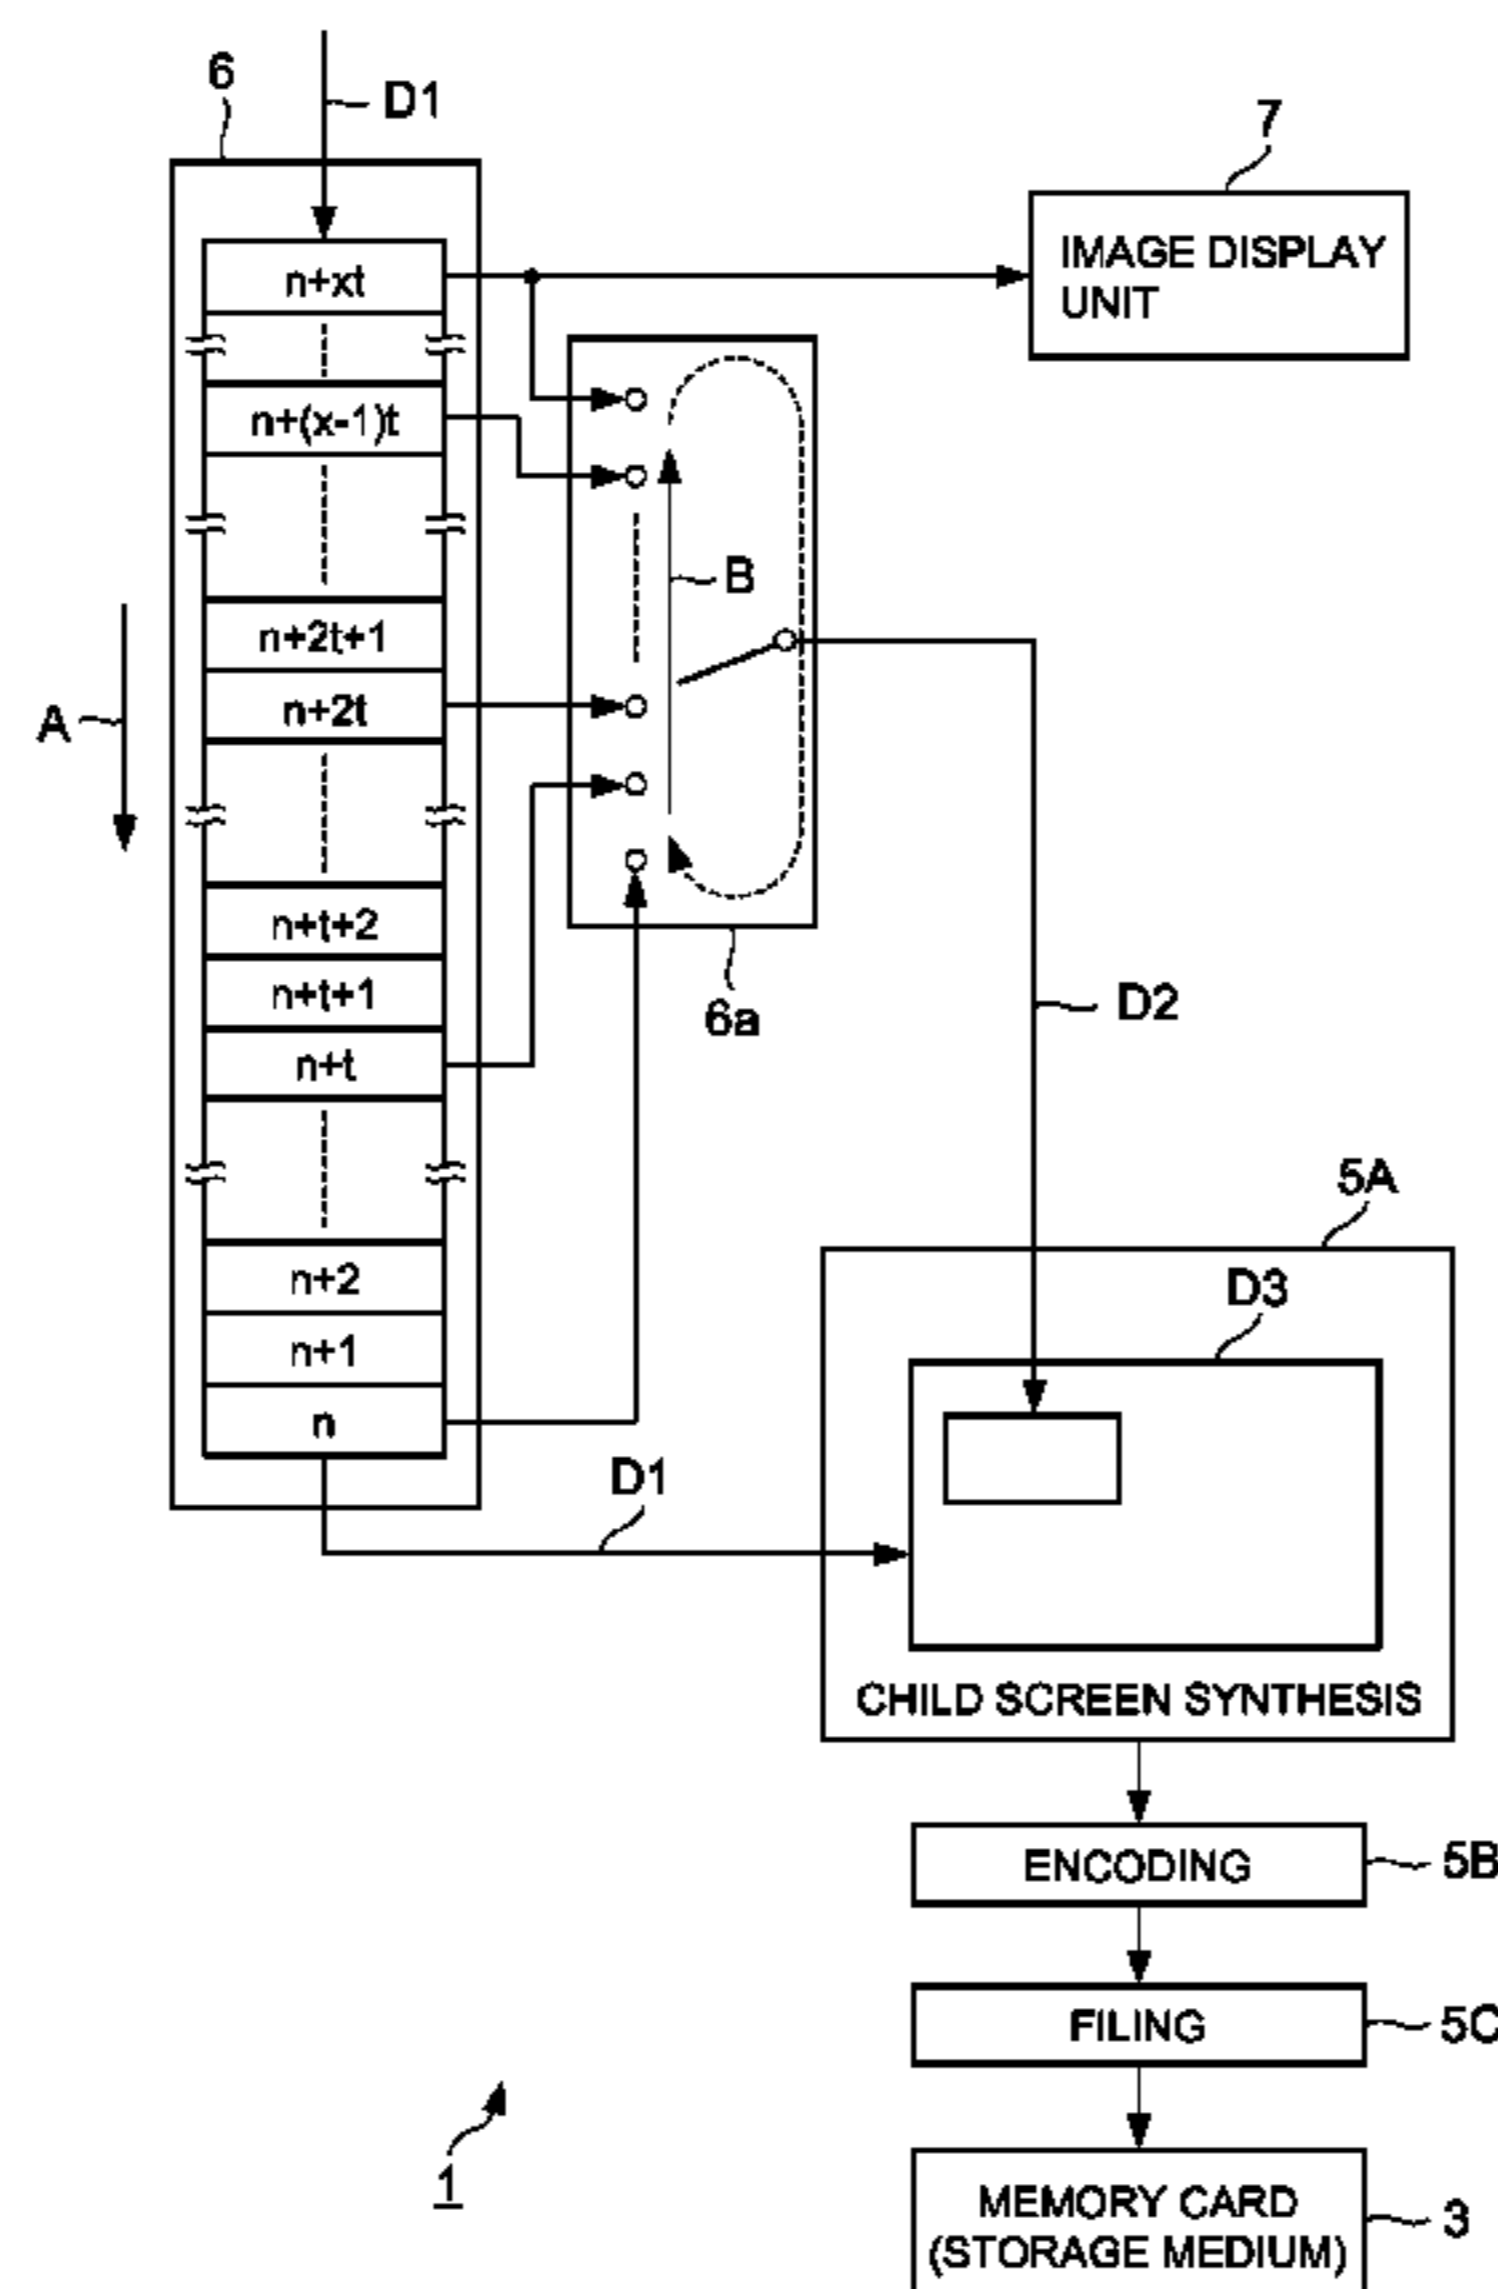 6
D1
7
IMAGE DISPLAY
UNIT
n+xt
n+(x-1)t
B
n+2t+1
n+2t
A
n+t+2
n+t+1
n+t
6a
D2
5A
D3
n+2
n+1
n
D1
CHILD SCREEN SYNTHESIS
ENCODING
5B
FILING
5C
1
MEMORY CARD
(STORAGE MEDIUM)
3